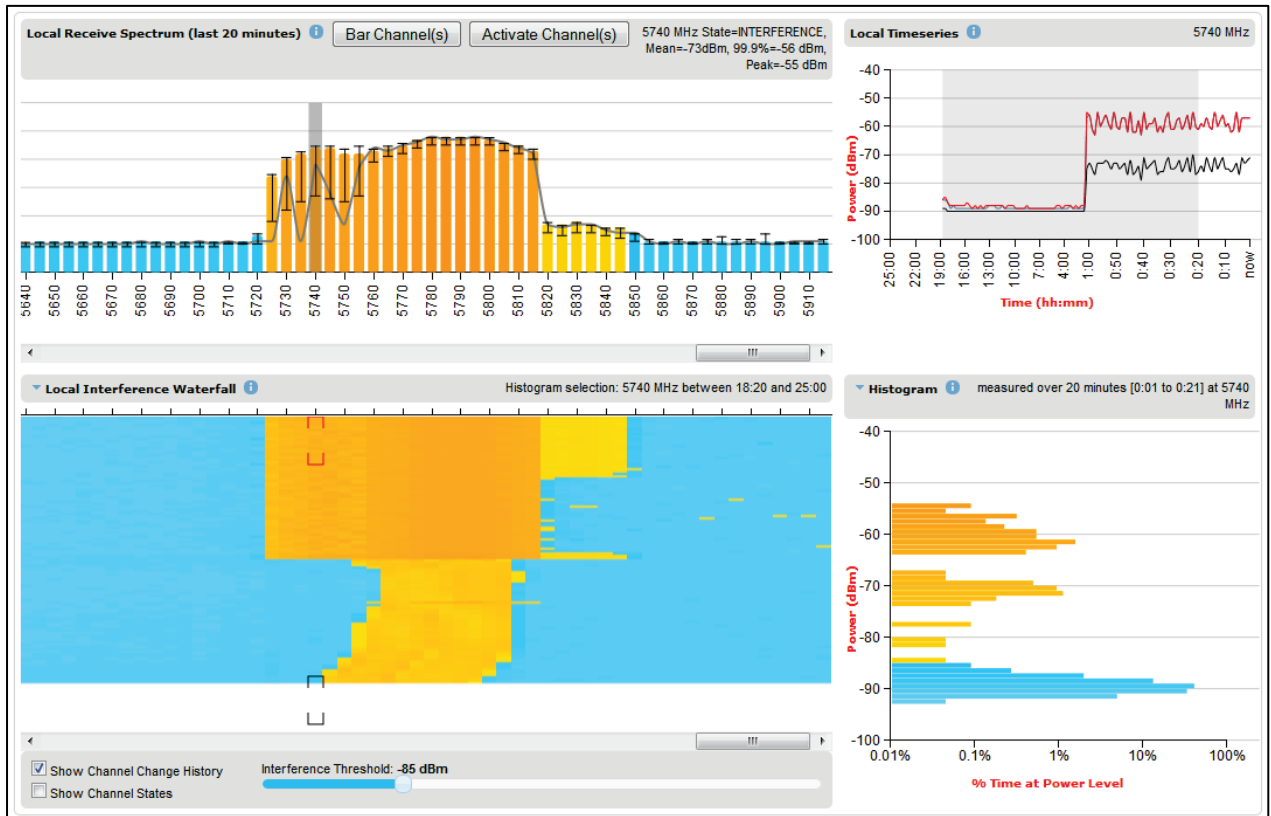 Local Receive Spectrum (last 20 minutes) i Bar Channel(s) Activate Channel(s) 5740 MHz State=INTERFERENCE,
Mean=-73dBm, 99.9%=-56 dBm,
Peak=-55 dBm
5640 5650 5660 5670 5680 5690 5700 5710 5720 5730 5740 5750 5760 5770 5780 5790 5800 5810 5820 5830 5840 5850 5860 5870 5880 5890 5900 5910
Local Timeseries i 5740 MHz
-40
-50
-60
-70
-80
-90
-100
Power (dBm)
25:00 22:00 19:00 16:00 13:00 10:00 7:00 4:00 1:00 0:50 0:40 0:30 0:20 0:10 now
Time (hh:mm)
Local Interference Waterfall i Histogram selection: 5740 MHz between 18:20 and 25:00
Show Channel Change History
Show Channel States
Interference Threshold: -85 dBm
Histogram i measured over 20 minutes [0:01 to 0:21] at 5740
MHz
-40
-50
-60
-70
-80
-90
-100
Power (dBm)
0.01% 0.1% 1% 10% 100%
% Time at Power Level